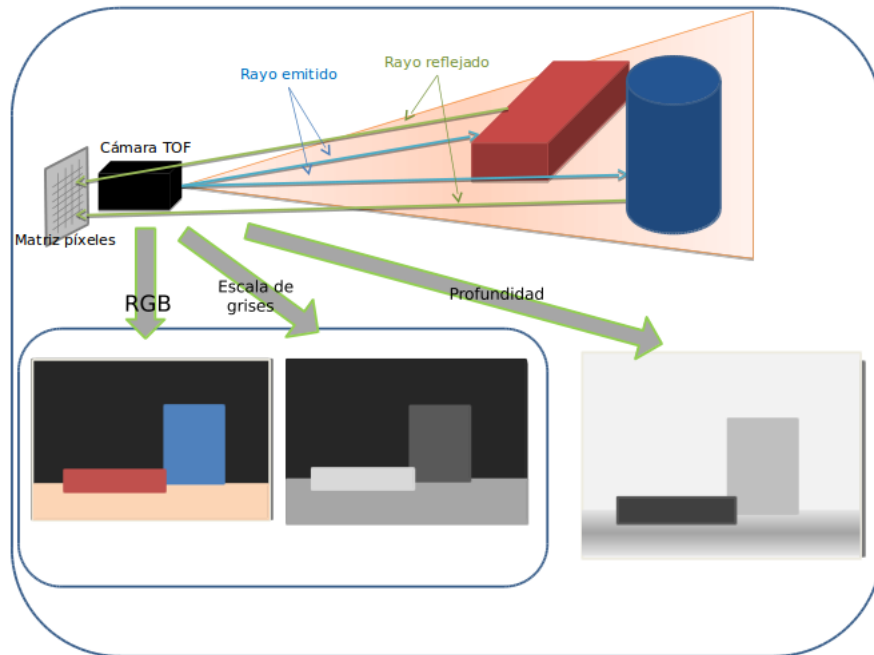 Rayo reflejado
Rayo emitido
Cámara TOF
Matriz píxeles
RGB
Escala de
grises
Profundidad